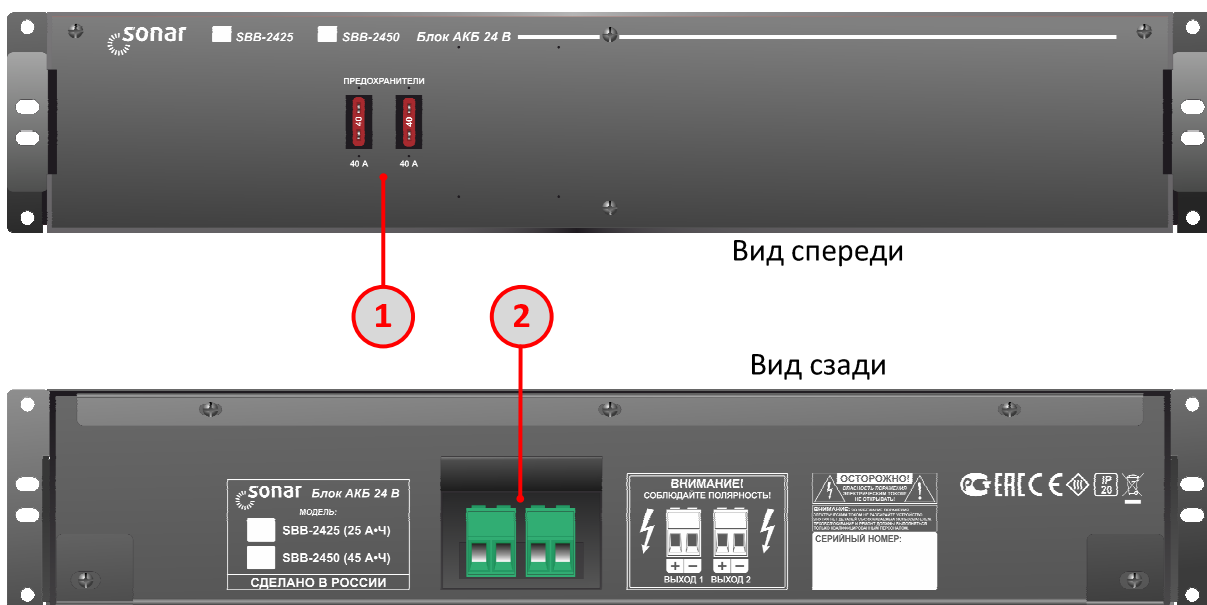 sonar SBB-2425 SBB-2450 Блок АКБ 24 В
ПРЕДОХРАНИТЕЛИ
40 40
40 А 40 А
Вид спереди
1 2
Вид сзади
sonar Блок АКБ 24 В
МОДЕЛЬ:
SBB-2425 (25 А•Ч)
SBB-2450 (45 А•Ч)
СДЕЛАНО В РОССИИ
ВНИМАНИЕ!
СОБЛЮДАЙТЕ ПОЛЯРНОСТЬ!
+ − + −
ВЫХОД 1 ВЫХОД 2
ОСТОРОЖНО!
ОПАСНОСТЬ ПОРАЖЕНИЯ
ЭЛЕКТРИЧЕСКИМ ТОКОМ
НЕ ОТКРЫВАТЬ!
ВНИМАНИЕ:
СЕРИЙНЫЙ НОМЕР:
EAC CE IP
20